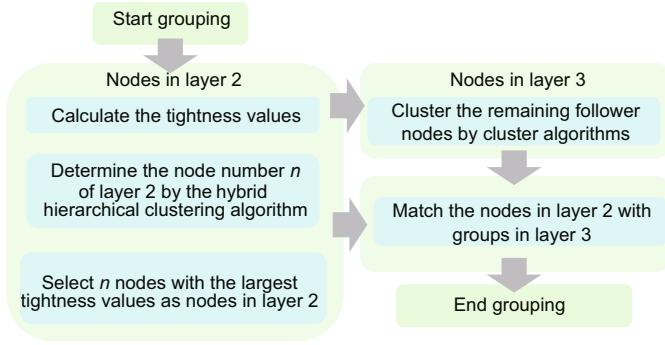 Start grouping
Nodes in layer 2
Calculate the tightness values
Determine the node number n
of layer 2 by the hybrid
hierarchical clustering algorithm
Select n nodes with the largest
tightness values as nodes in layer 2
Nodes in layer 3
Cluster the remaining follower
nodes by cluster algorithms
Match the nodes in layer 2 with
groups in layer 3
End grouping